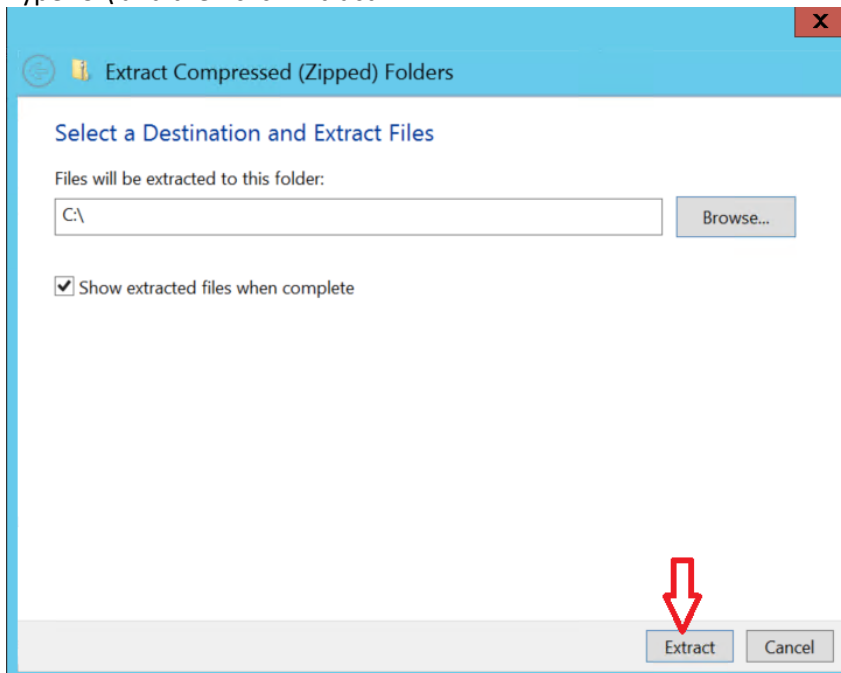 X
Extract Compressed (Zipped) Folders
Select a Destination and Extract Files
Files will be extracted to this folder:
C:\
Browse...
Show extracted files when complete
Extract Cancel